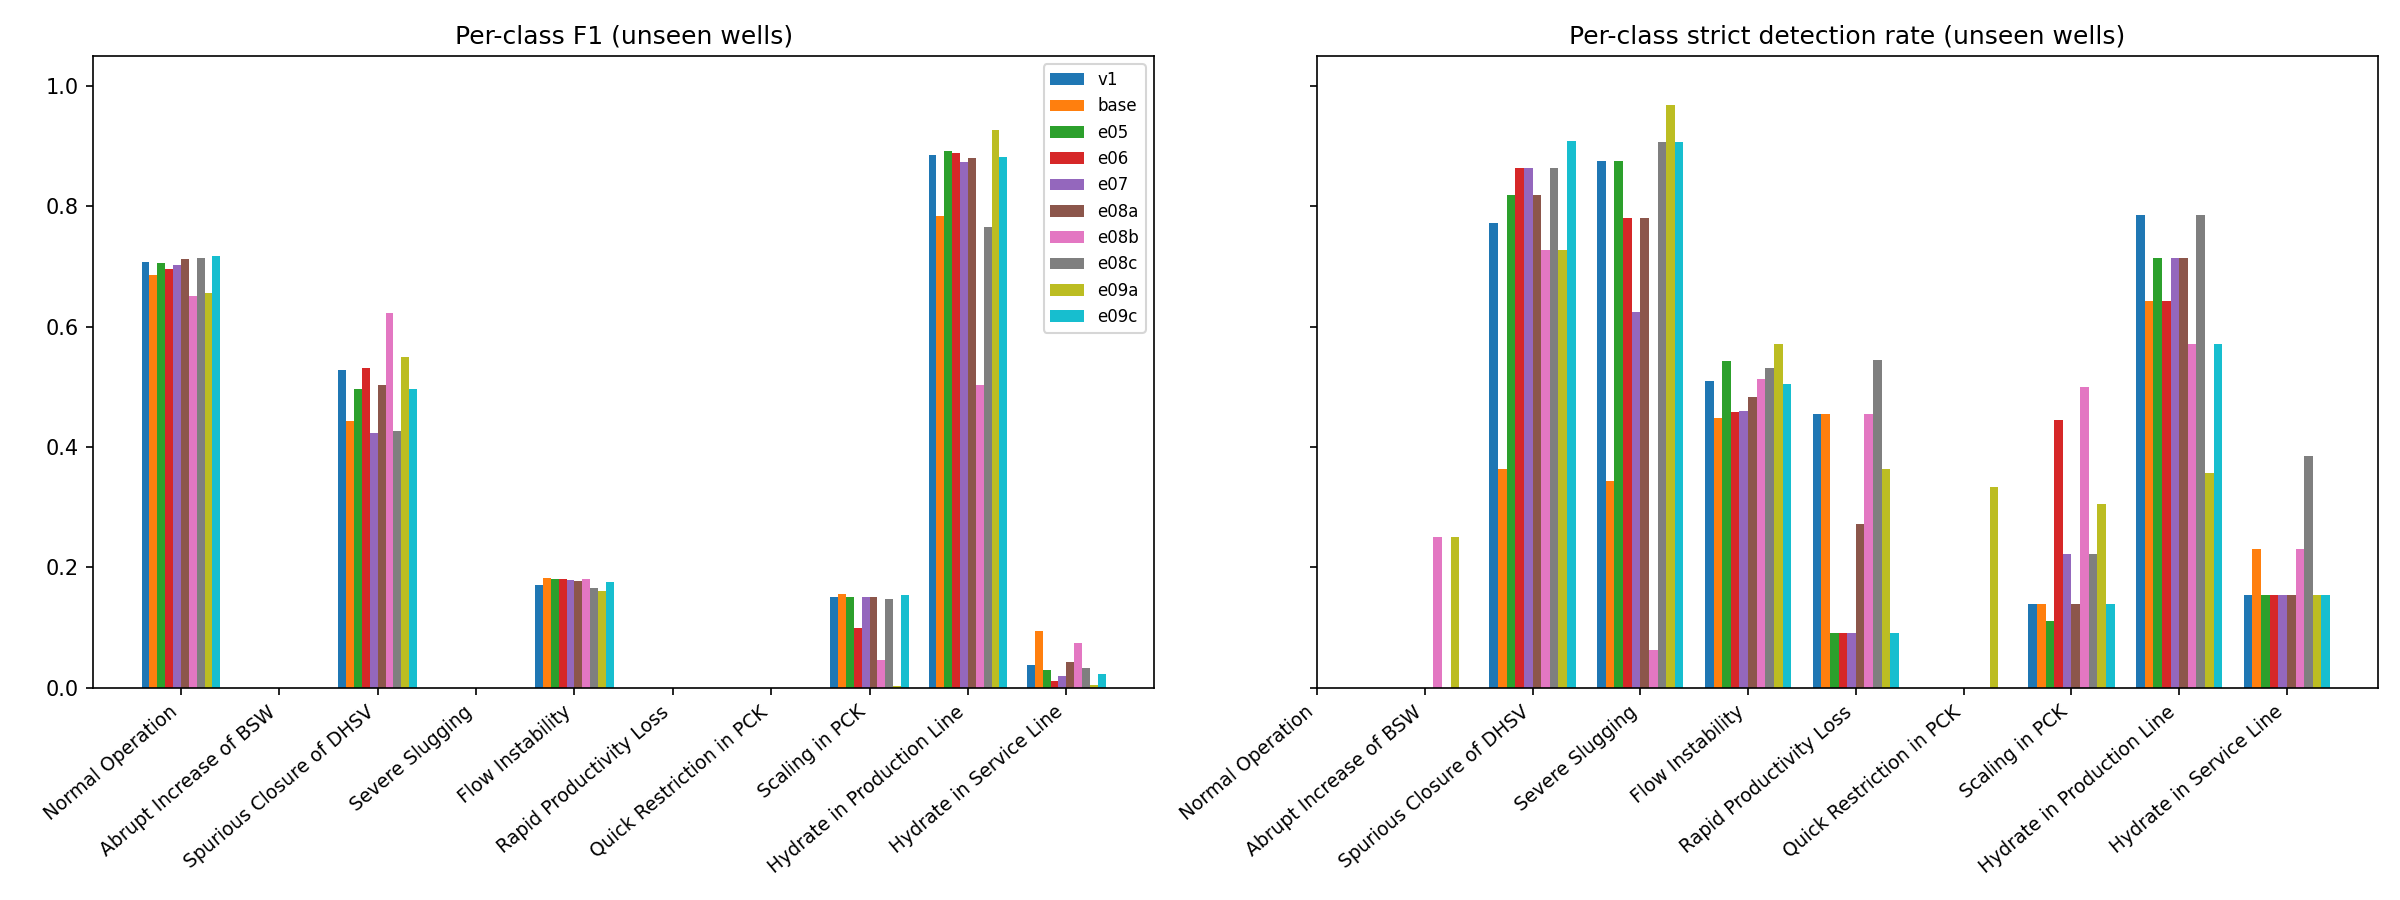 Per-class F1 (unseen wells)
1.0
0.8
0.6
0.4
0.2
0.0
v1
base
e05
e06
e07
e08a
e08b
e08c
e09a
e09c
Normal Operation
Abrupt Increase of BSW
Spurious Closure of DHSV
Severe Slugging
Flow Instability
Rapid Productivity Loss
Quick Restriction in PCK
Scaling in PCK
Hydrate in Production Line
Hydrate in Service Line
Per-class strict detection rate (unseen wells)
Normal Operation
Abrupt Increase of BSW
Spurious Closure of DHSV
Severe Slugging
Flow Instability
Rapid Productivity Loss
Quick Restriction in PCK
Scaling in PCK
Hydrate in Production Line
Hydrate in Service Line